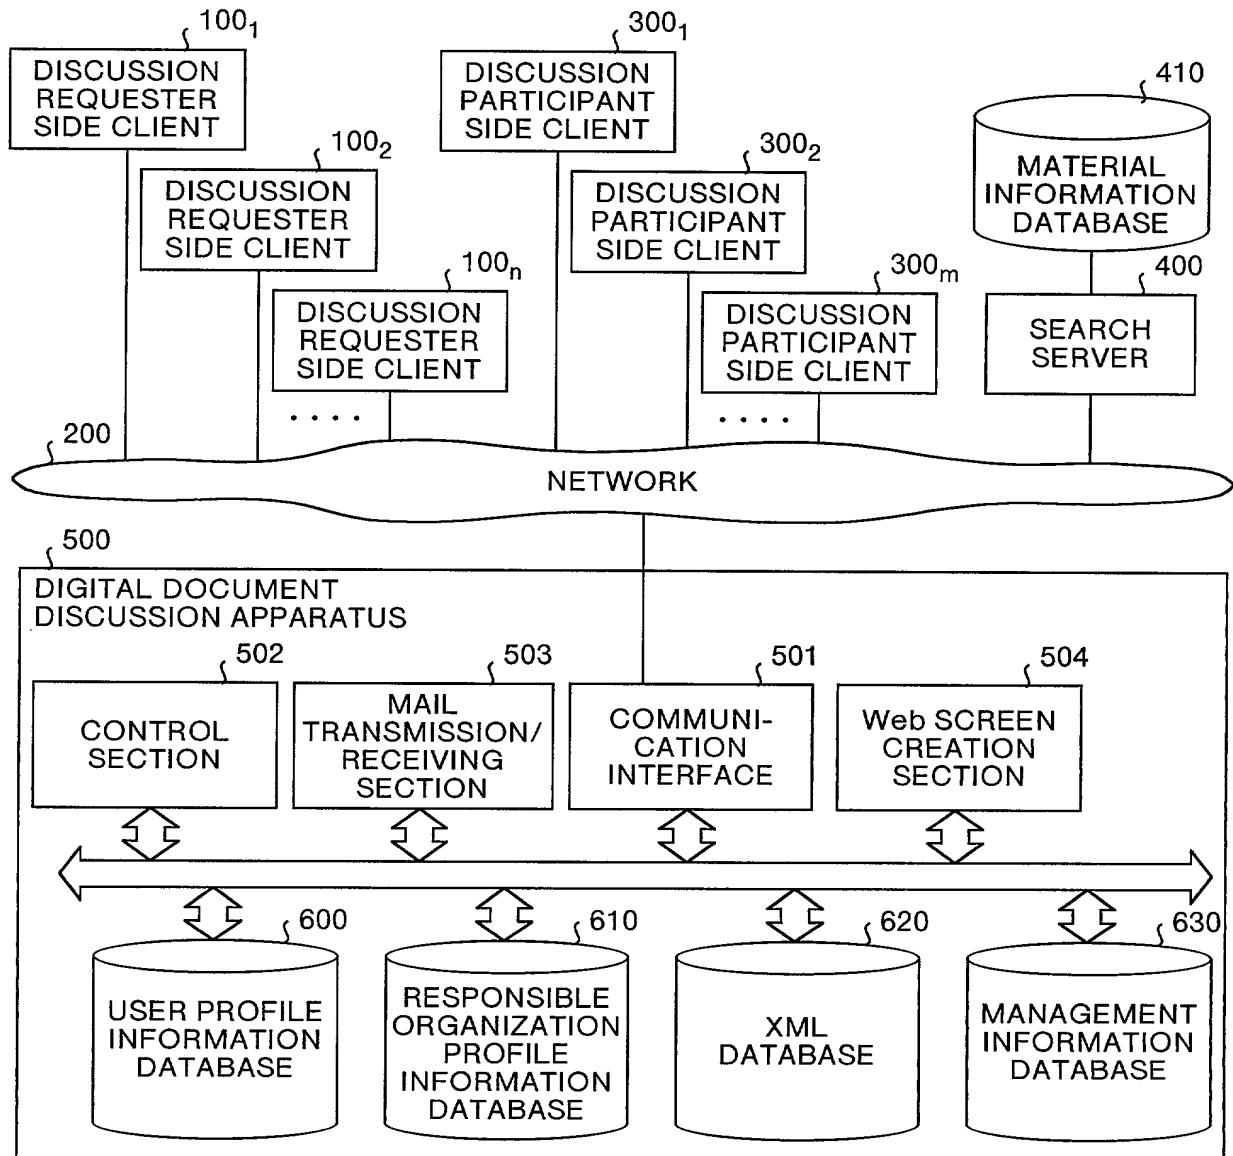 100₁
DISCUSSION
REQUESTER
SIDE CLIENT
300₁
DISCUSSION
PARTICIPANT
SIDE CLIENT
410
MATERIAL
INFORMATION
DATABASE
100₂
DISCUSSION
REQUESTER
SIDE CLIENT
300₂
DISCUSSION
PARTICIPANT
SIDE CLIENT
100ₙ
DISCUSSION
REQUESTER
SIDE CLIENT
. . . .
300ₘ
DISCUSSION
PARTICIPANT
SIDE CLIENT
. . . .
400
SEARCH
SERVER
200
NETWORK
500
DIGITAL DOCUMENT
DISCUSSION APPARATUS
502
CONTROL
SECTION
503
MAIL
TRANSMISSION/
RECEIVING
SECTION
501
COMMUNI-
CATION
INTERFACE
504
Web SCREEN
CREATION
SECTION
600
USER PROFILE
INFORMATION
DATABASE
610
RESPONSIBLE
ORGANIZATION
PROFILE
INFORMATION
DATABASE
620
XML
DATABASE
630
MANAGEMENT
INFORMATION
DATABASE